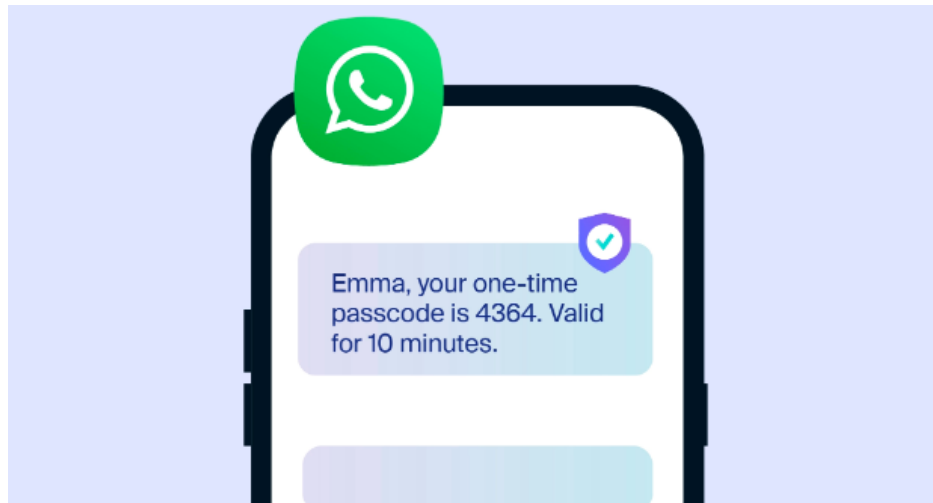 Emma, your one-time
passcode is 4364. Valid
for 10 minutes.